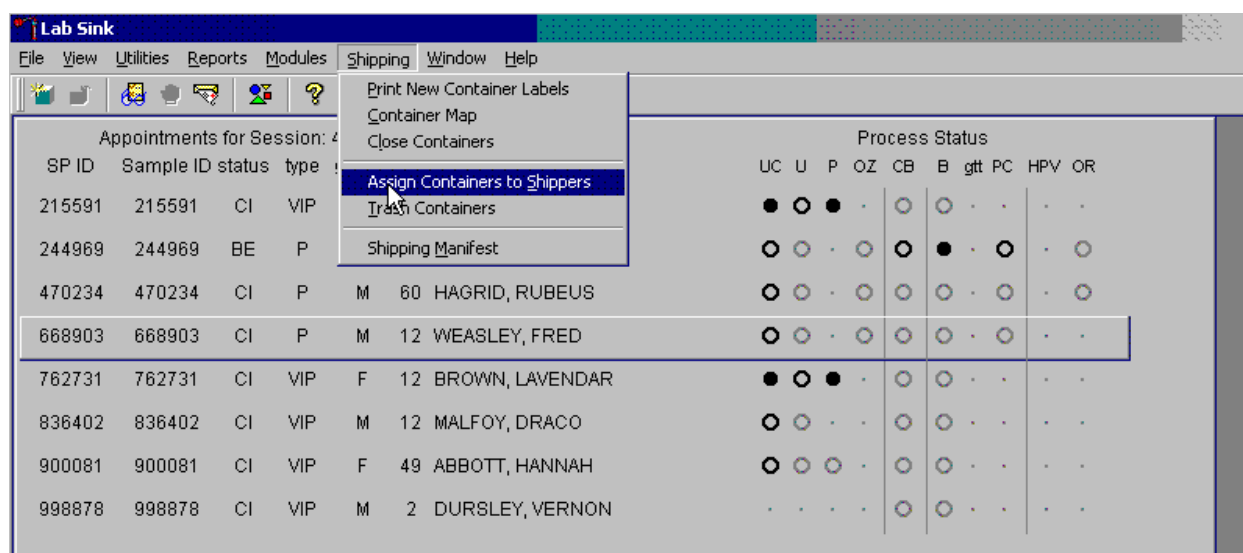 Lab Sink
File View Utilities Reports Modules Shipping Window Help
Print New Container Labels
Container Map
Close Containers
Assign Containers to Shippers
Trash Containers
Shipping Manifest
Appointments for Session: Process Status
SP ID Sample ID status type UC U P OZ CB B gtt PC HPV OR
215591 215591 CI VIP
244969 244969 BE P
470234 470234 CI P M 60 HAGRID, RUBEUS
668903 668903 CI P M 12 WEASLEY, FRED
762731 762731 CI VIP F 12 BROWN, LAVENDAR
836402 836402 CI VIP M 12 MALFOY, DRACO
900081 900081 CI VIP F 49 ABBOTT, HANNAH
998878 998878 CI VIP M 2 DURSLEY, VERNON